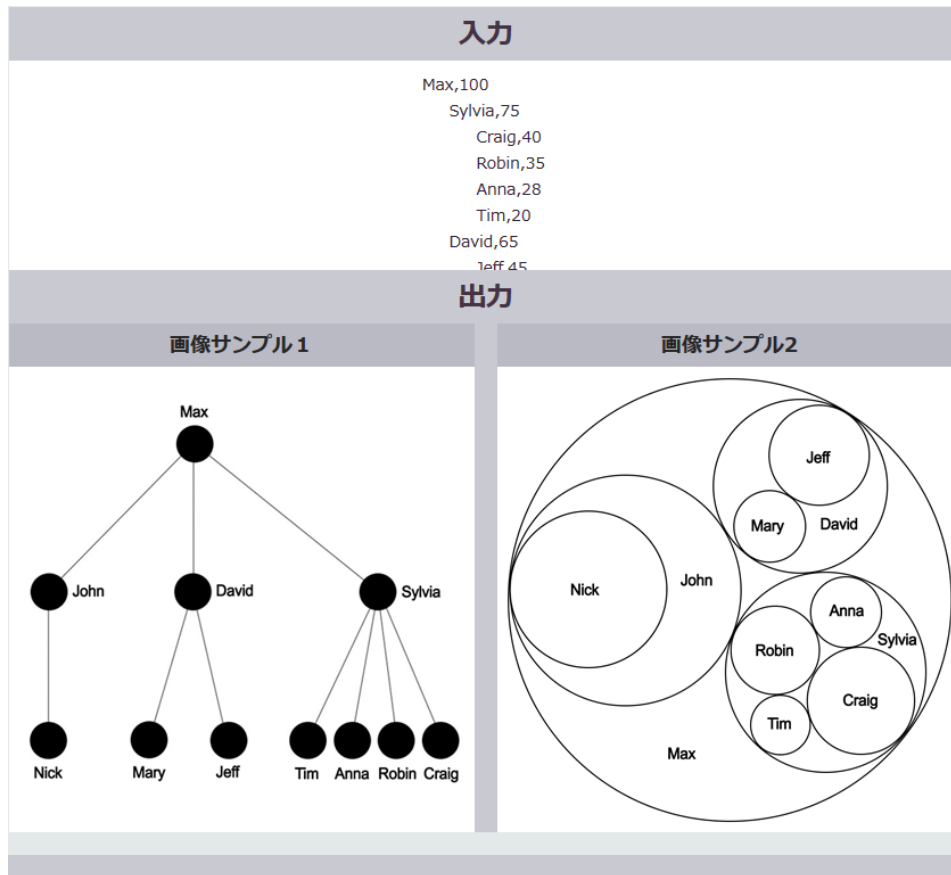 入力
Max,100
Sylvia,75
Craig,40
Robin,35
Anna,28
Tim,20
David,65
Jeff,45
出力
画像サンプル1
画像サンプル2
Max
John
David
Sylvia
Nick
Mary
Jeff
Tim
Anna
Robin
Craig
Jeff
Mary
David
Nick
John
Anna
Sylvia
Robin
Craig
Tim
Max